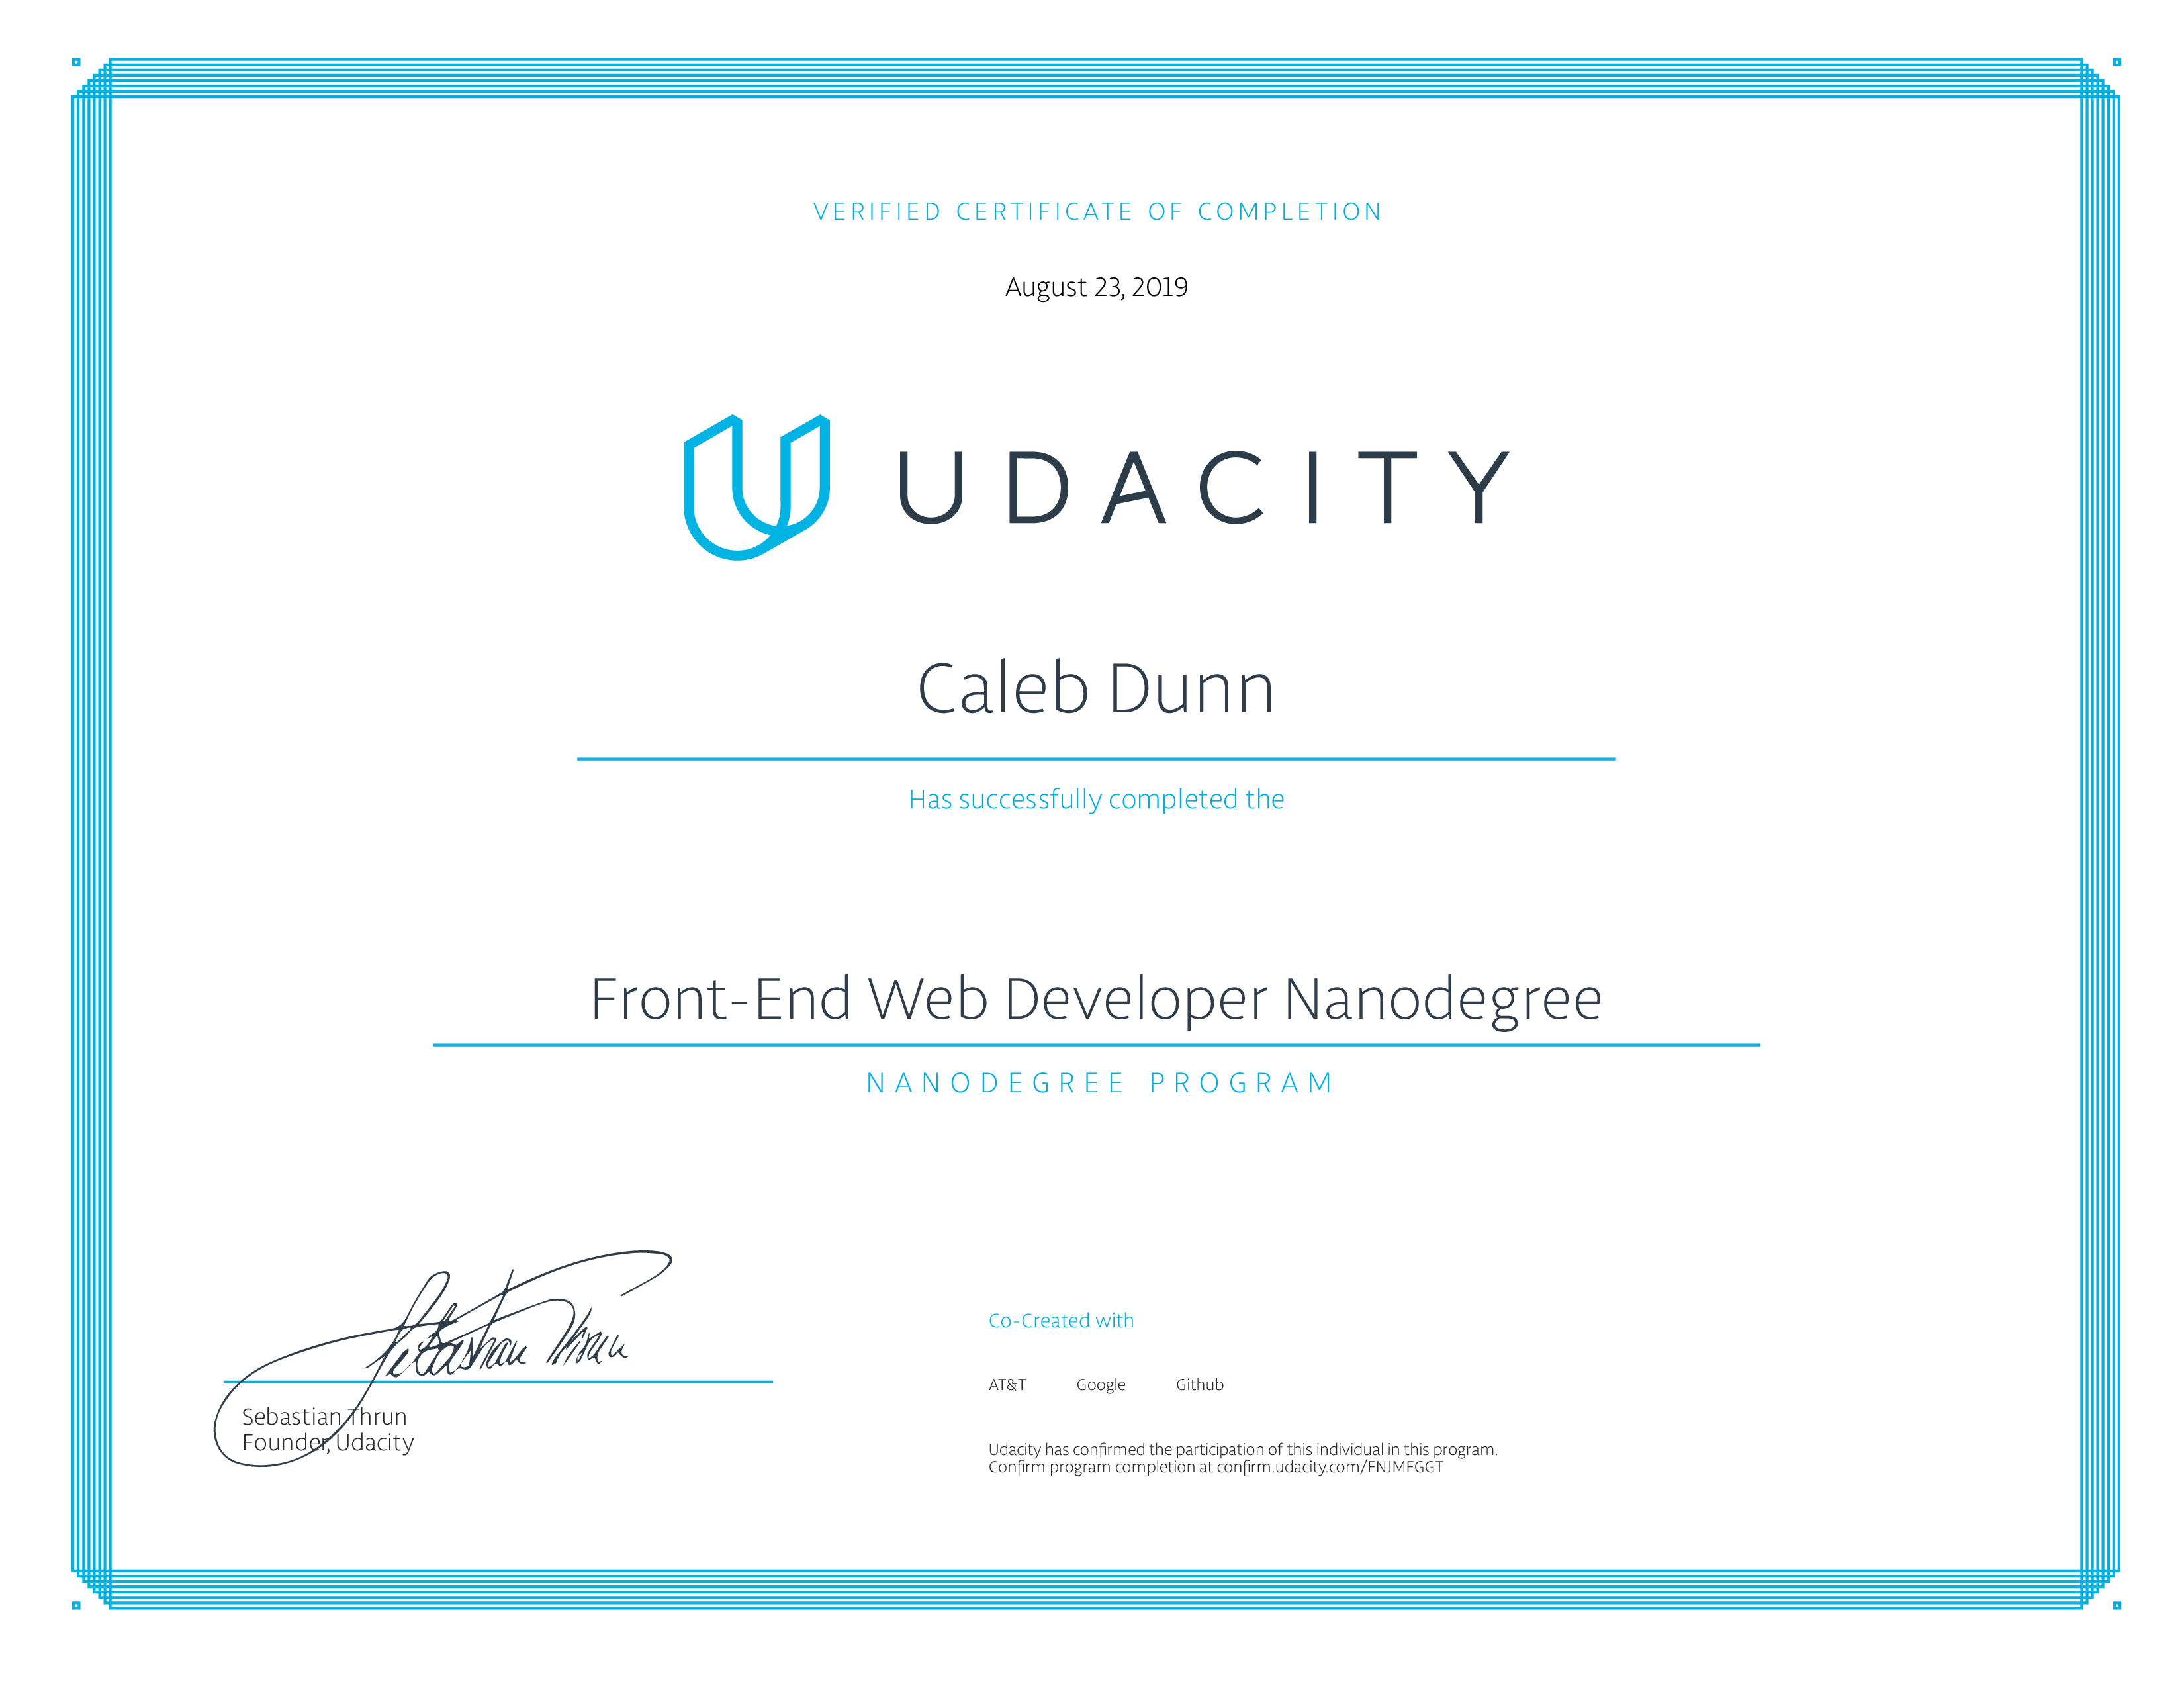 VERIFIED CERTIFICATE OF COMPLETION
August 23, 2019
UDACITY
Caleb Dunn
Has successfully completed the
Front-End Web Developer Nanodegree
NANODEGREE PROGRAM
Sebastian Thrun
Sebastian Thrun
Founder, Udacity
Co-Created with
AT&T Google Github
Udacity has confirmed the participation of this individual in this program.
Confirm program completion at confirm.udacity.com/ENJMFGGT